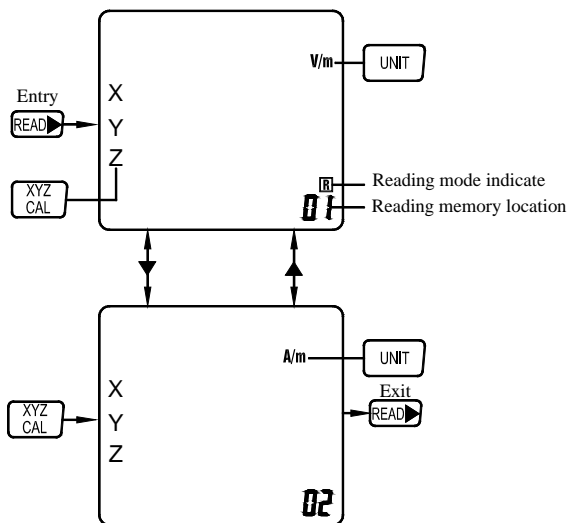 V/m
UNIT
Entry
READ
X
Y
Z
XYZ
CAL
R
Reading mode indicate
01
Reading memory location
A/m
UNIT
X
Exit
XYZ
CAL
Y
READ
Z
02